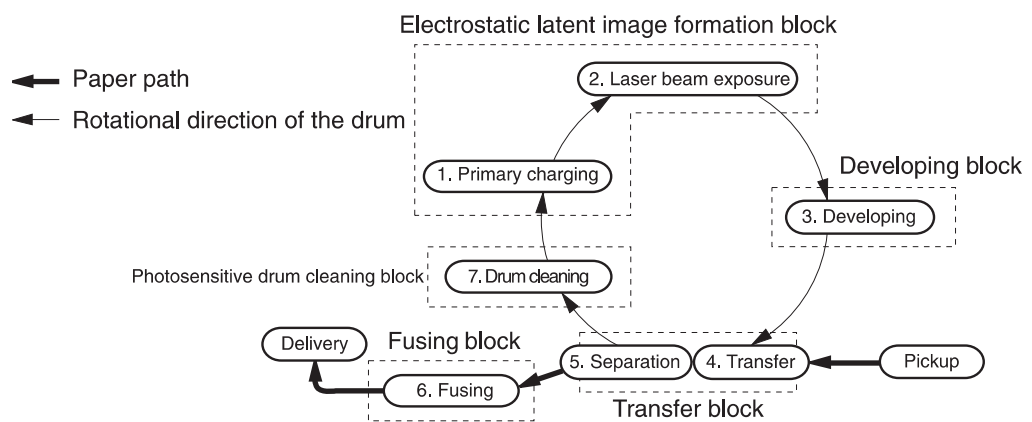 Electrostatic latent image formation block
Paper path
2. Laser beam exposure
Rotational direction of the drum
Developing block
1. Primary charging
3. Developing
Photosensitive drum cleaning block
7. Drum cleaning
Delivery
Fusing block
5. Separation
4. Transfer
Pickup
6. Fusing
Transfer block